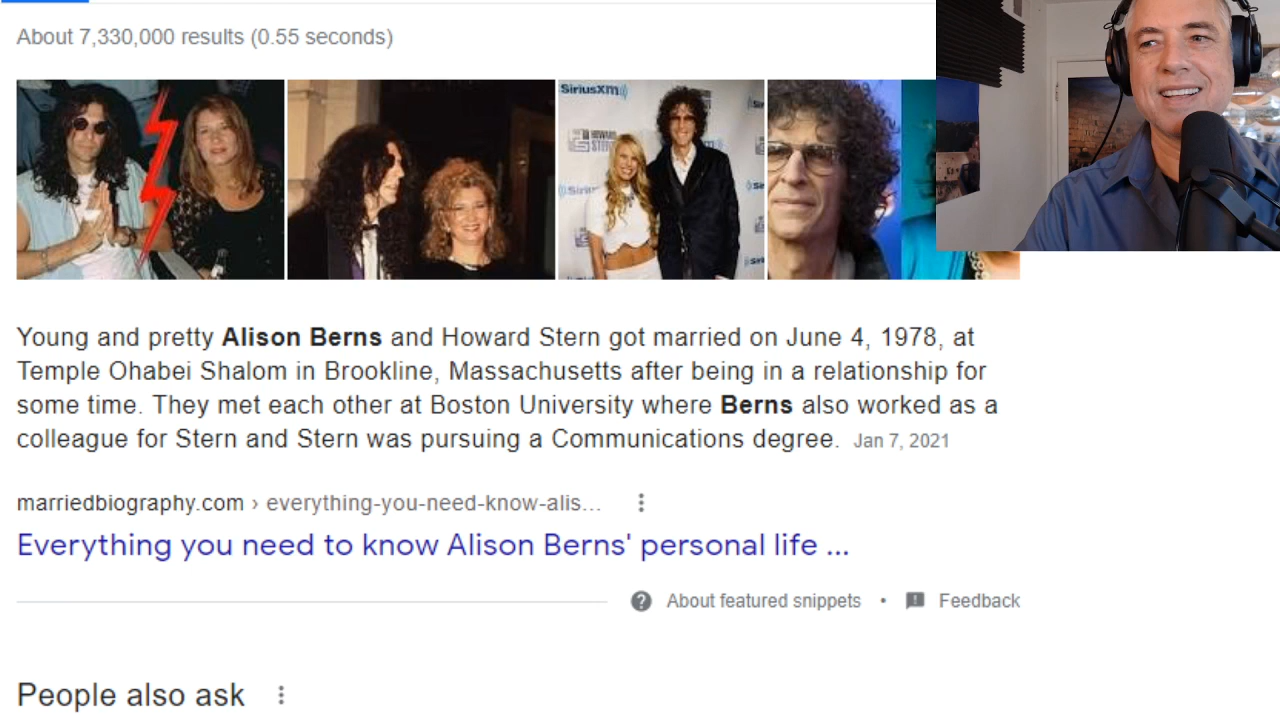 About 7,330,000 results (0.55 seconds)
SiriusXM
HOWARD
STERN
Young and pretty Alison Berns and Howard Stern got married on June 4, 1978, at
Temple Ohabei Shalom in Brookline, Massachusetts after being in a relationship for
some time. They met each other at Boston University where Berns also worked as a
colleague for Stern and Stern was pursuing a Communications degree. Jan 7, 2021
marriedbiography.com › everything-you-need-know-alis...
Everything you need to know Alison Berns' personal life ...
About featured snippets • Feedback
People also ask